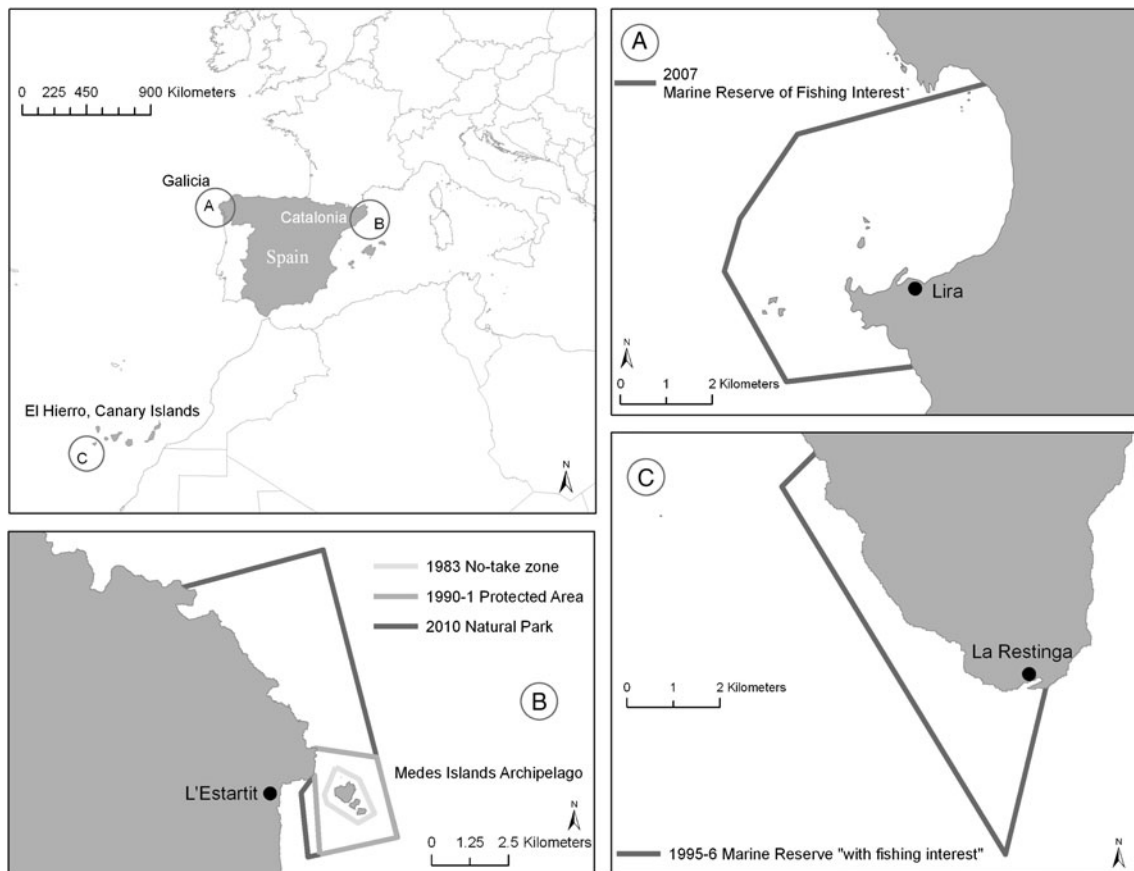 0 225 450 900 Kilometers
Galicia
A
Catalonia
B
Spain
El Hierro, Canary Islands
C
N
A
2007
Marine Reserve of Fishing Interest
Lira
N
0 1 2 Kilometers
1983 No-take zone
1990-1 Protected Area
2010 Natural Park
B
Medes Islands Archipelago
L'Estartit
N
0 1.25 2.5 Kilometers
C
La Restinga
0 1 2 Kilometers
1995-6 Marine Reserve "with fishing interest"
N